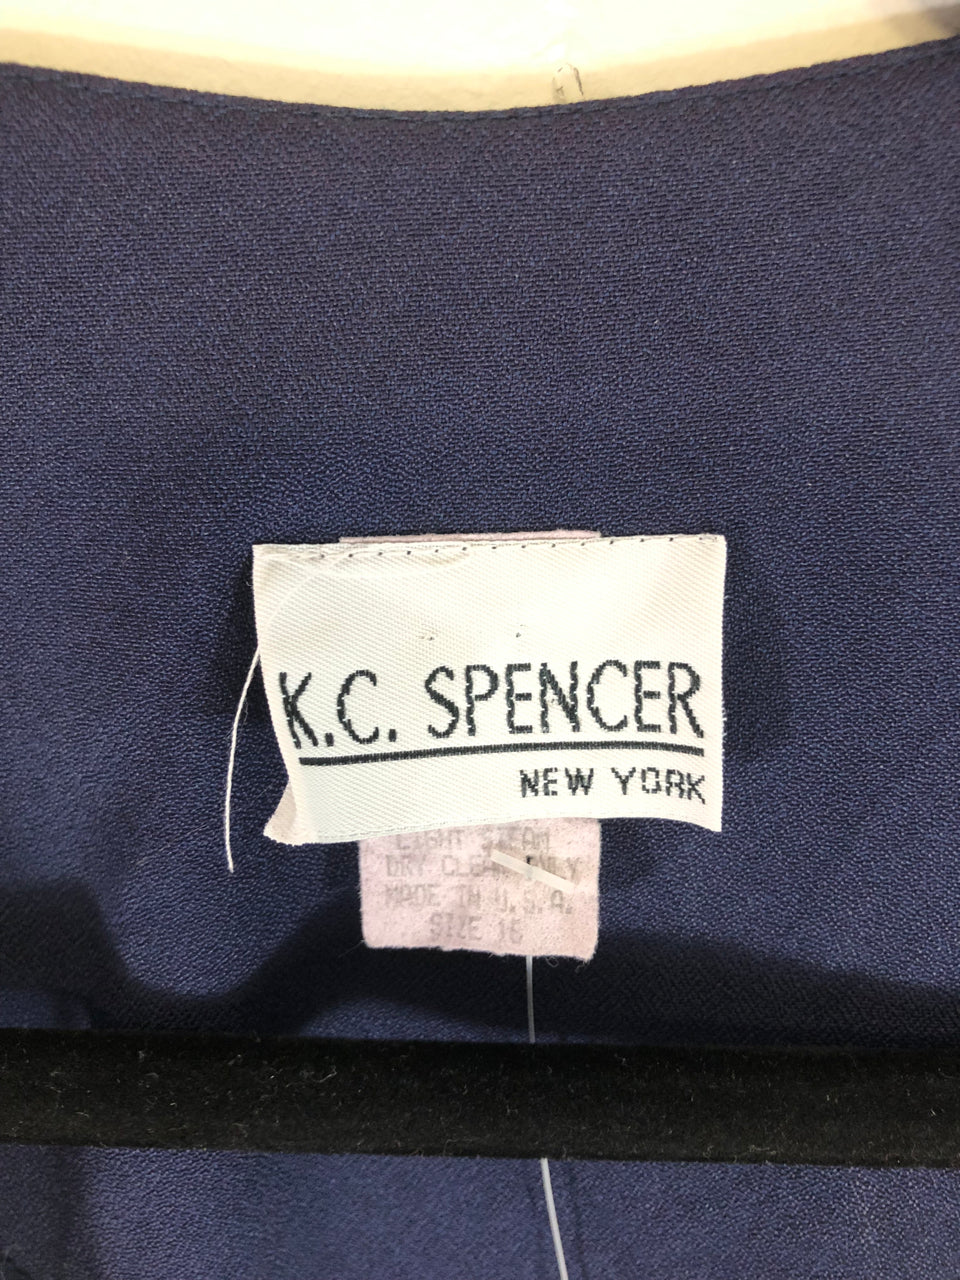 K.C. SPENCER
NEW YORK
LIGHT STEAM
DRY CLEAN ONLY
MADE IN U.S.A.
SIZE 16